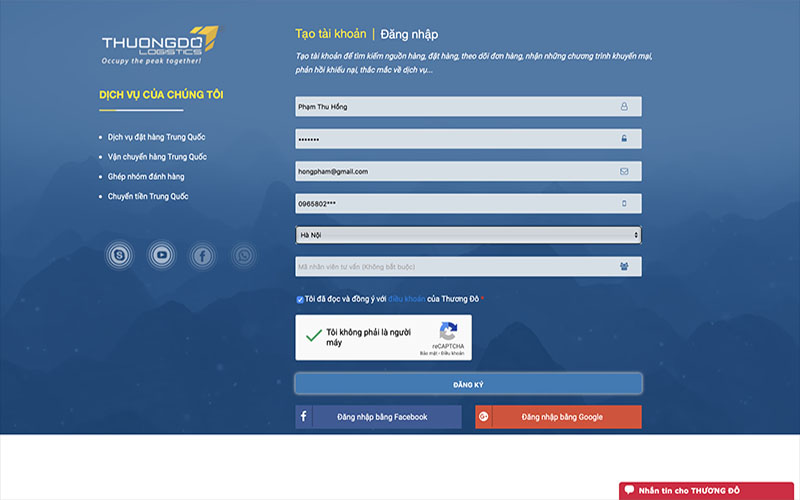 THUONGDO
LOGISTICS
Occupy the peak together!
DỊCH VỤ CỦA CHÚNG TÔI
Dịch vụ đặt hàng Trung Quốc
Vận chuyển hàng Trung Quốc
Ghép nhóm đánh hàng
Chuyển tiền Trung Quốc
Tạo tài khoản | Đăng nhập
Tạo tài khoản để tìm kiếm nguồn hàng, đặt hàng, theo dõi đơn hàng, nhận những chương trình khuyến mại,
phản hồi khiếu nại, thắc mắc về dịch vụ...
Phạm Thu Hồng
•••••••
hongpham@gmail.com
0965802***
Hà Nội
Mã nhân viên tư vấn (Không bắt buộc)
Tôi đã đọc và đồng ý với điều khoản của Thương Đô *
Tôi không phải là người
máy
reCAPTCHA
Bảo mật - Điều khoản
ĐĂNG KÝ
Đăng nhập bằng Facebook
Đăng nhập bằng Google
Nhắn tin cho THƯƠNG ĐÔ